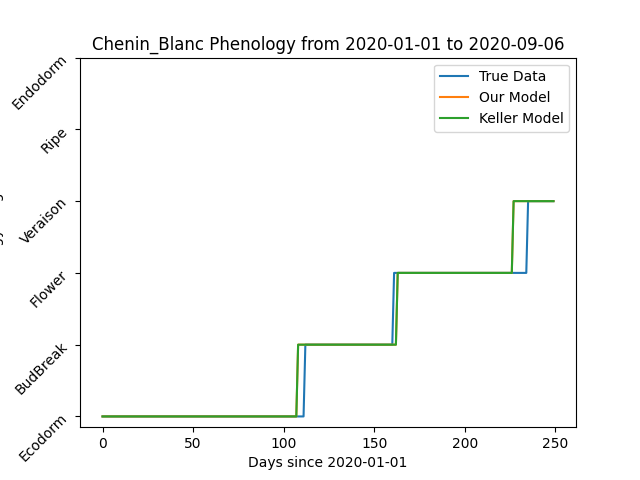 Chenin_Blanc Phenology from 2020-01-01 to 2020-09-06
Endodorm
Ripe
Veraison
Flower
BudBreak
Ecodorm
True Data
Our Model
Keller Model
0 50 100 150 200 250
Days since 2020-01-01